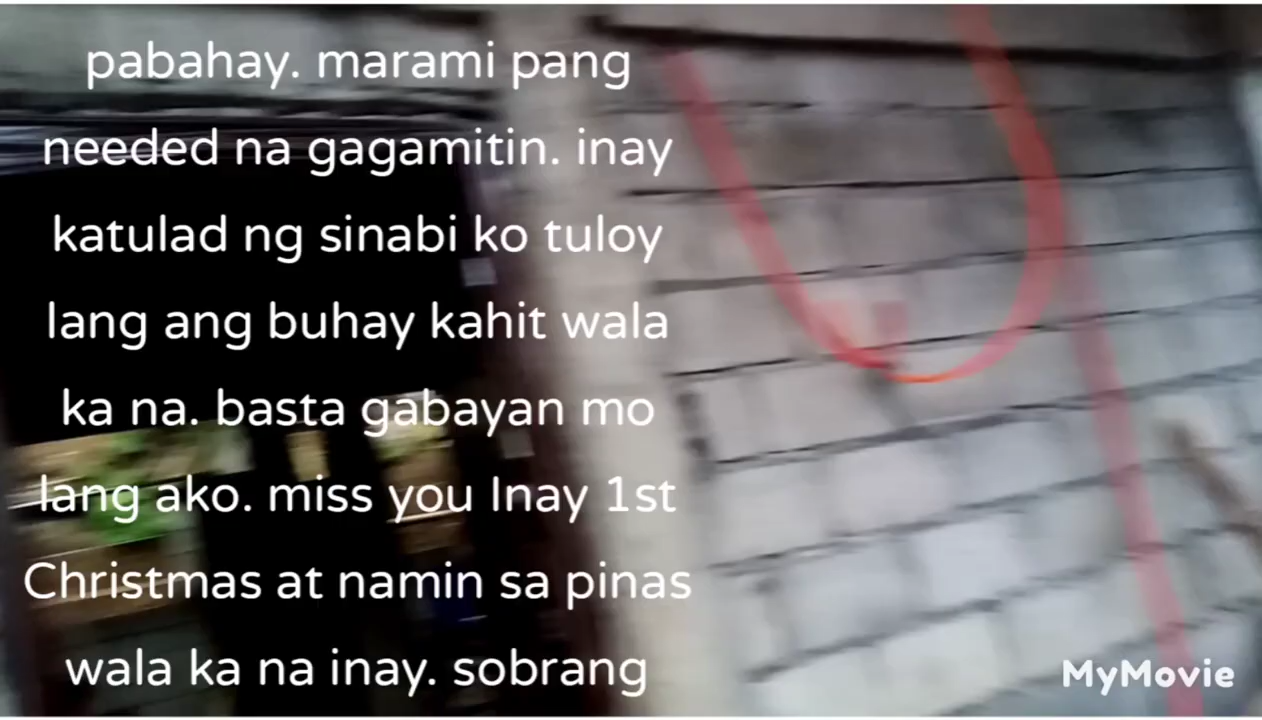 pabahay. marami pang
needed na gagamitin. inay
katulad ng sinabi ko tuloy
lang ang buhay kahit wala
ka na. basta gabayan mo
lang ako. miss you Inay 1st
Christmas at namin sa pinas
wala ka na inay. sobrang
MyMovie